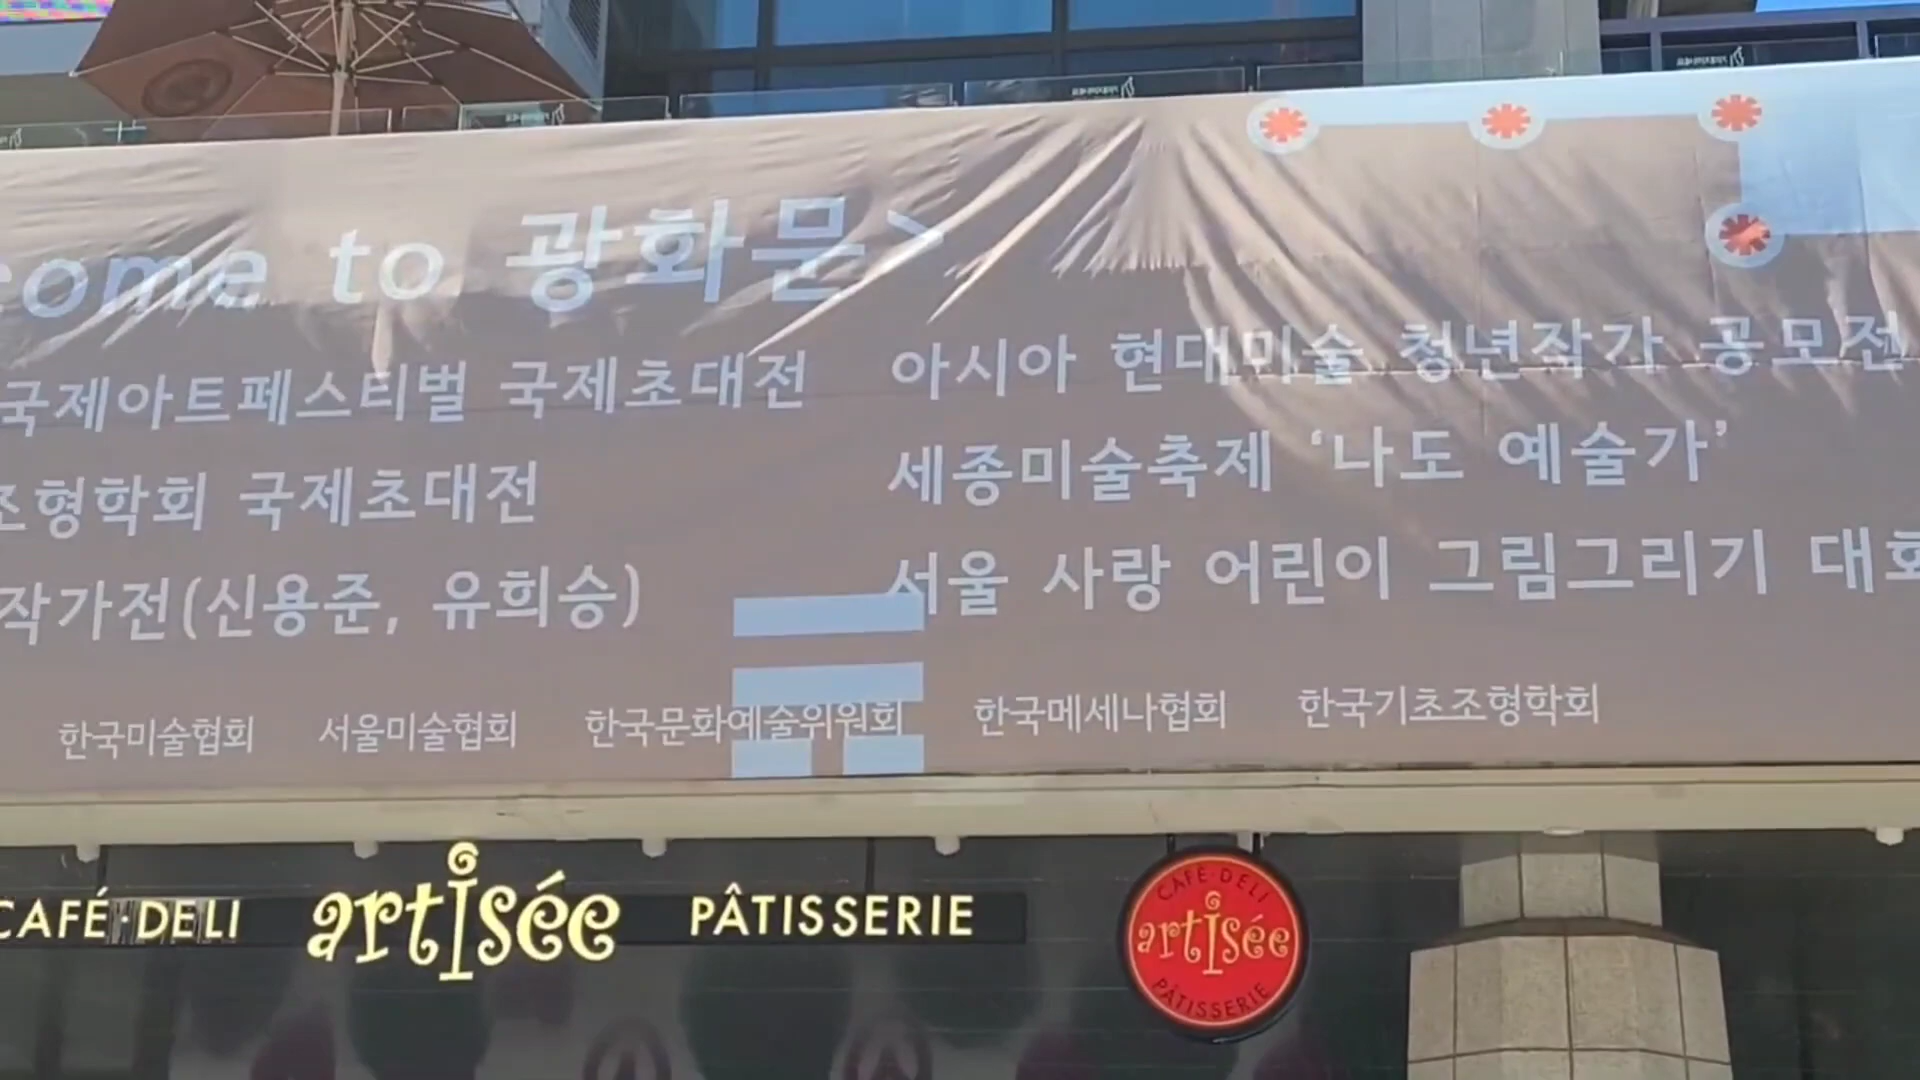 come to 광화문>
국제아트페스티벌 국제초대전
조형학회 국제초대전
작가전(신용준, 유희승)
아시아 현대미술 청년작가 공모전
세종미술축제 ‘나도 예술가’
서울 사랑 어린이 그림그리기 대회
한국미술협회 서울미술협회 한국문화예술위원회 한국메세나협회 한국기초조형학회
CAFÉ·DELI artisée PÂTISSERIE
CAFÉ·DELI
artisée
PÂTISSERIE